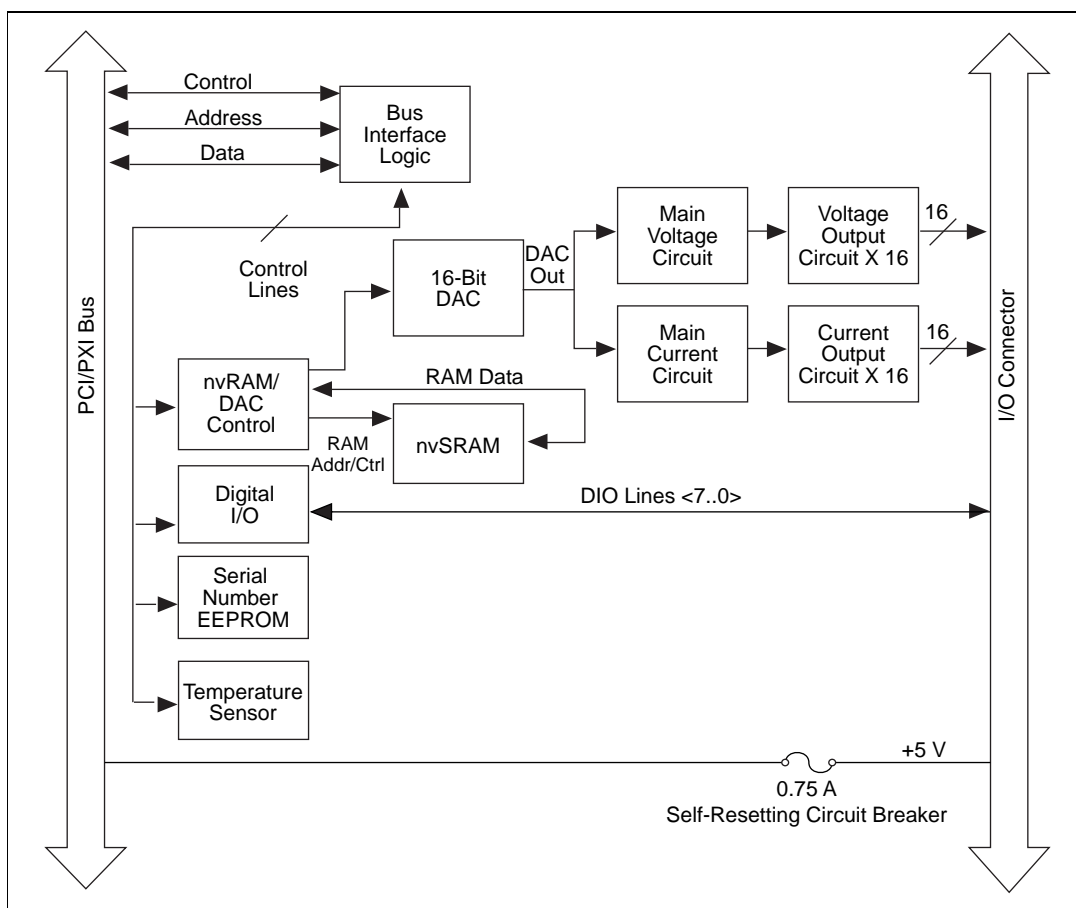 Control
Address
Data
Bus
Interface
Logic
Control
Lines
PCI/PXI Bus
16-Bit
DAC
DAC
Out
Main
Voltage
Circuit
Voltage
Output
Circuit X 16
16
Main
Current
Circuit
Current
Output
Circuit X 16
16
I/O Connector
nvRAM/
DAC
Control
RAM Data
RAM
Addr/Ctrl
nvSRAM
Digital
I/O
DIO Lines <7..0>
Serial
Number
EEPROM
Temperature
Sensor
+5 V
0.75 A
Self-Resetting Circuit Breaker